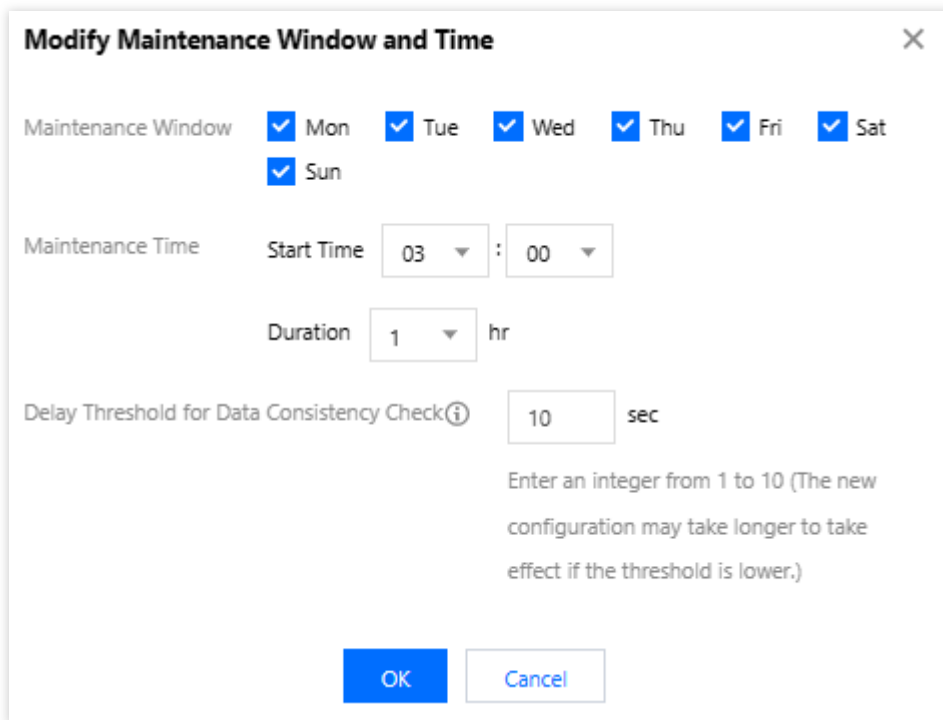 Modify Maintenance Window and Time
Maintenance Window Mon Tue Wed Thu Fri Sat
Sun
Maintenance Time Start Time 03 : 00
Duration 1 hr
Delay Threshold for Data Consistency Check 10 sec
Enter an integer from 1 to 10 (The new
configuration may take longer to take
effect if the threshold is lower.)
OK Cancel